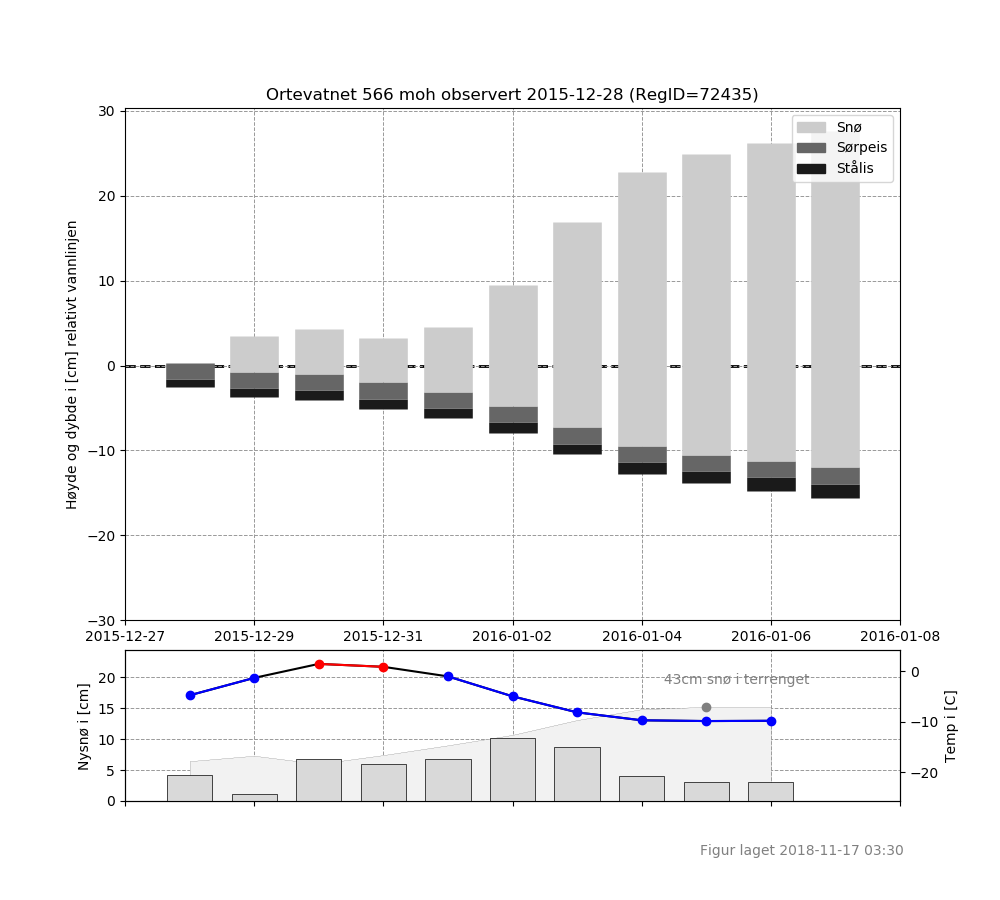 Ortevatnet 566 moh observert 2015-12-28 (RegID=72435)
Snø
Sørpeis
Stålis
Høyde og dybde i [cm] relativt vannlinjen
30
20
10
0
−10
−20
−30
2015-12-27 2015-12-29 2015-12-31 2016-01-02 2016-01-04 2016-01-06 2016-01-08
Nysnø i [cm]
20
15
10
5
0
43cm snø i terrenget
0
−10
−20
Temp i [C]
Figur laget 2018-11-17 03:30